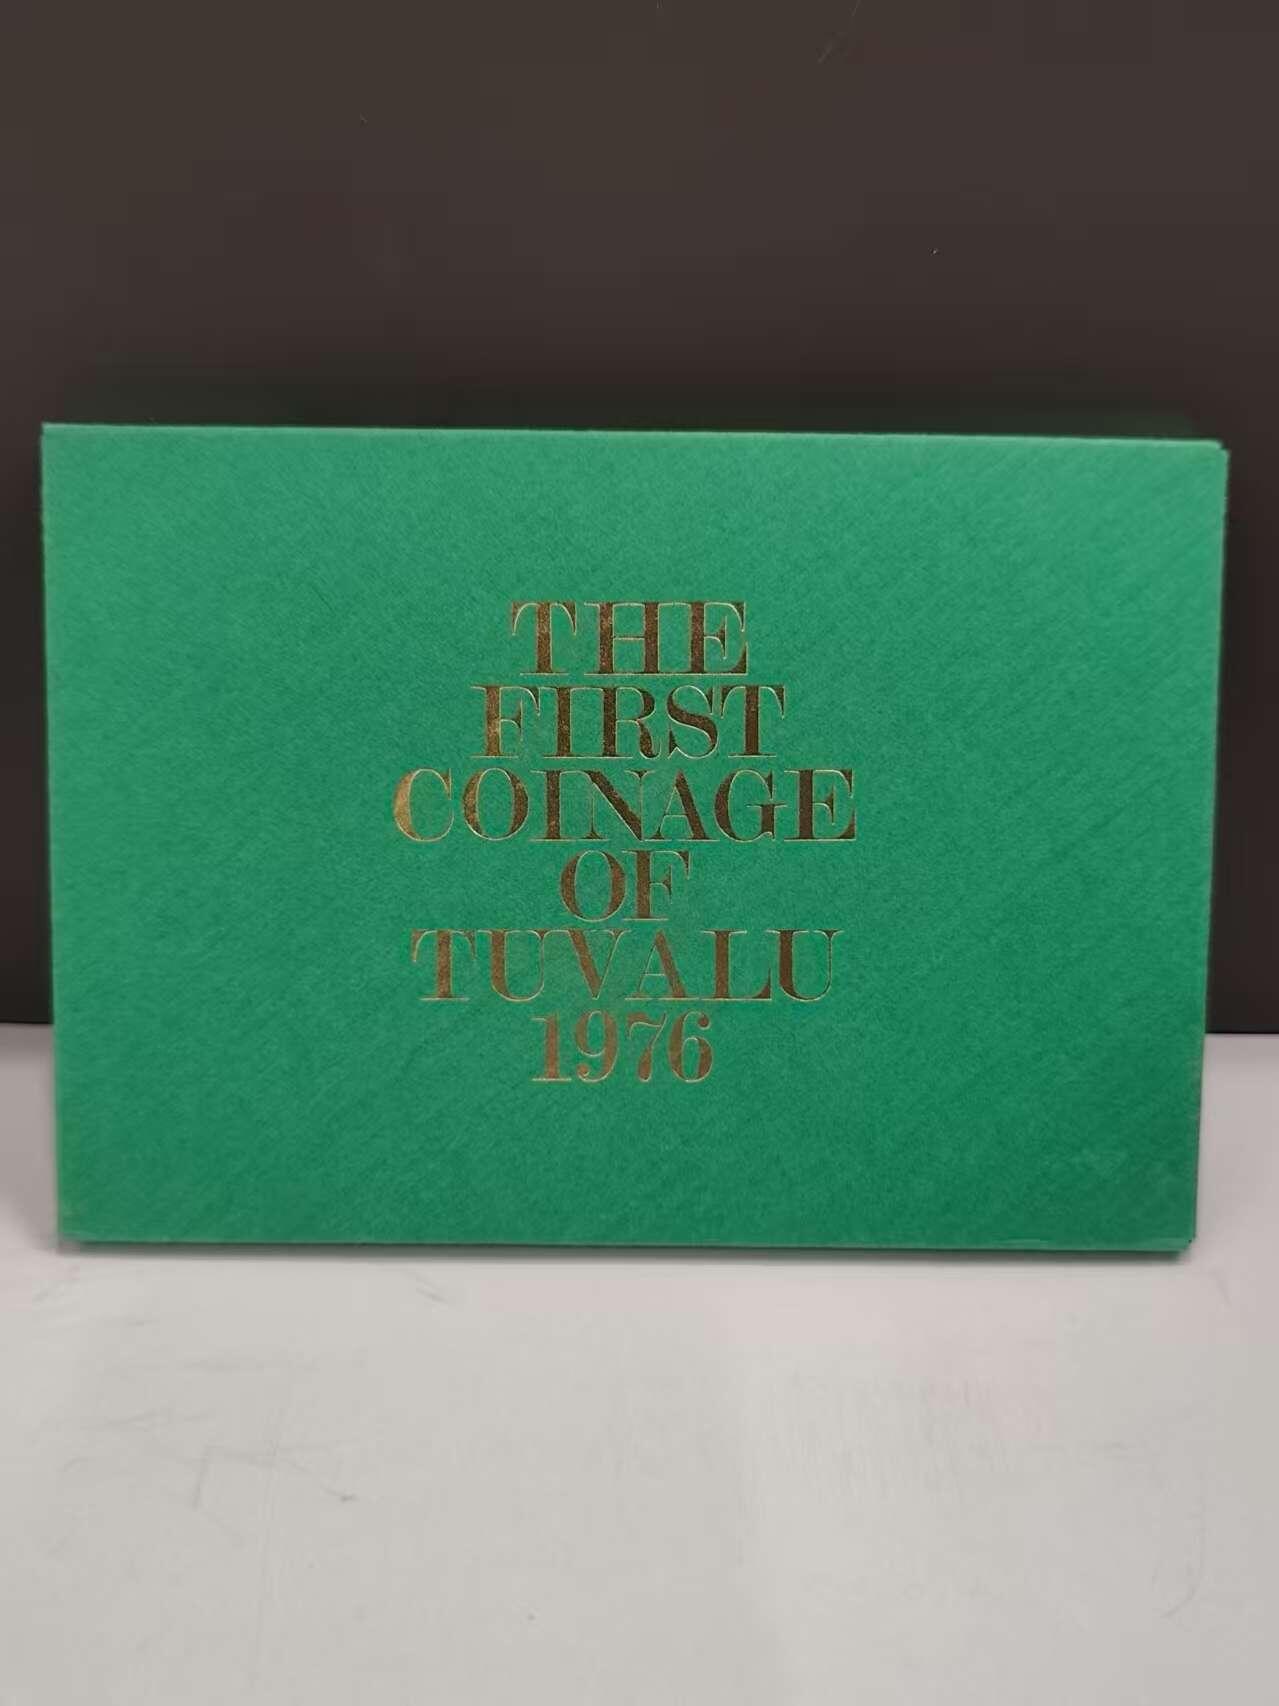 THE
FIRST
COINAGE
OF
TUVALU
1976